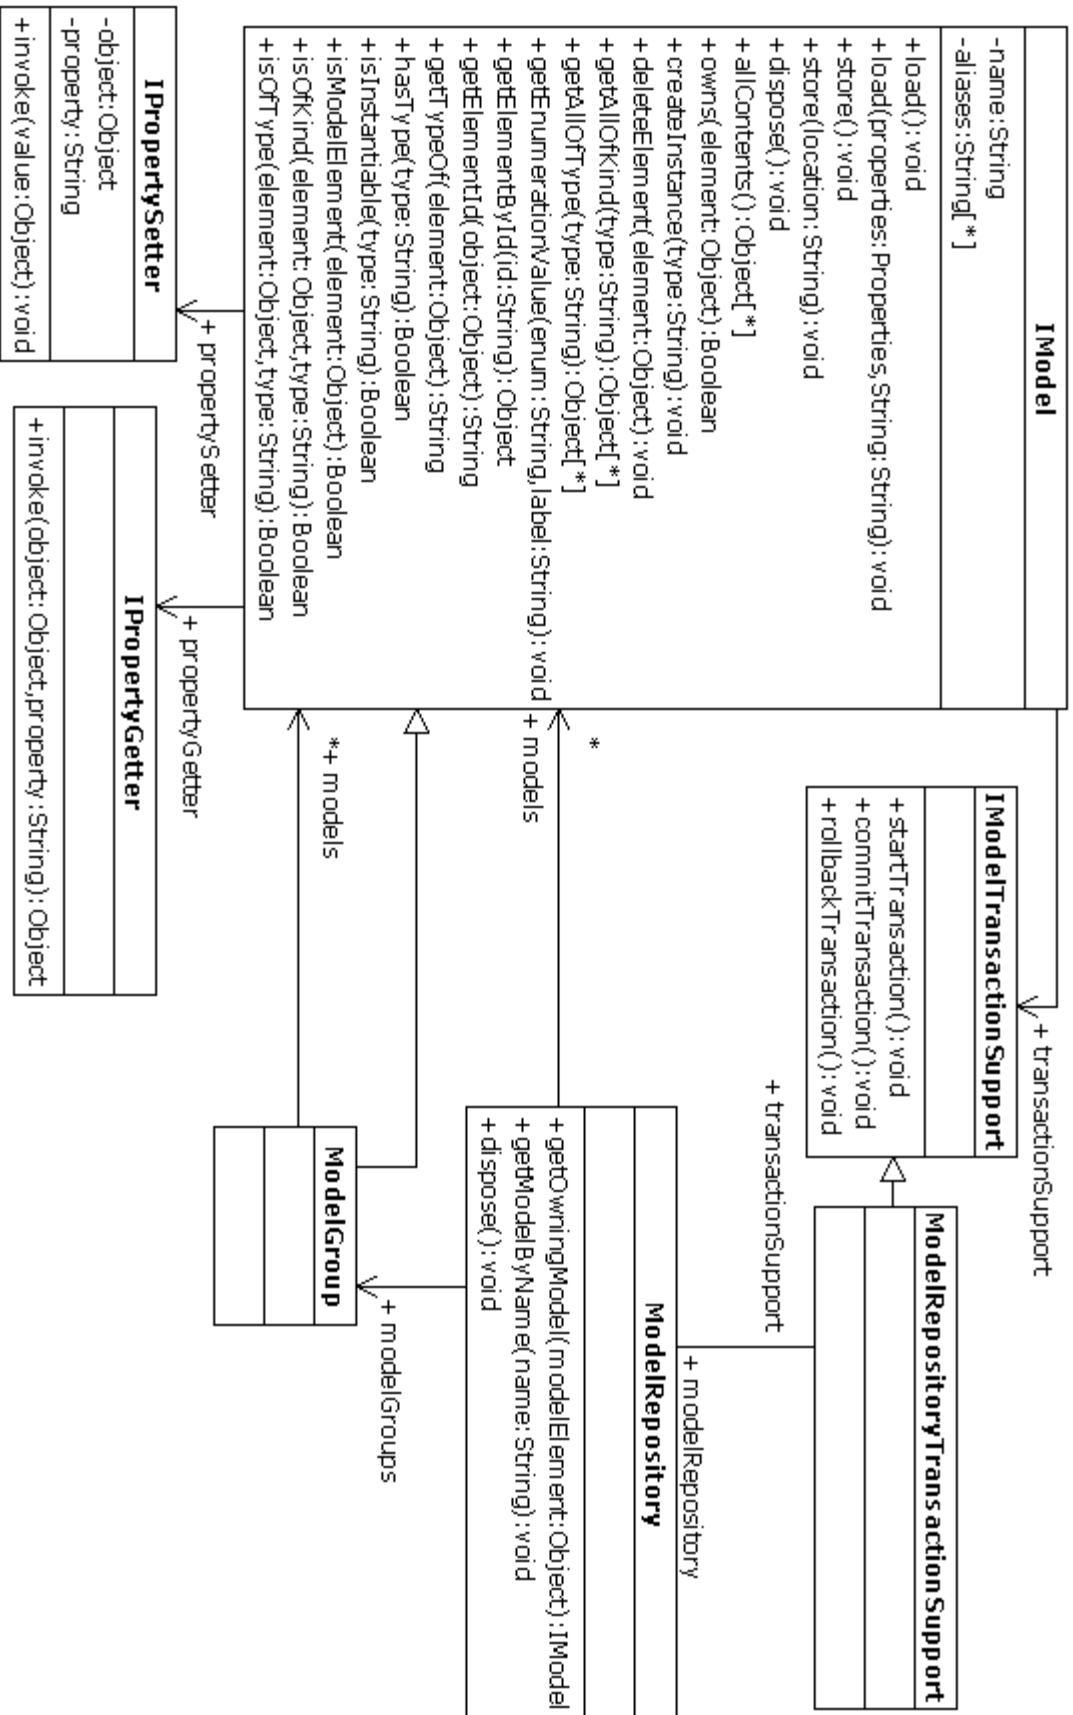 IModel
-name:String
-aliases:String[*]
+load():void
+load(properties:Properties,String:String):void
+store():void
+store(location:String):void
+dispose():void
+allContents():Object[*]
+owns(element:Object):Boolean
+createInstance(type:String):void
+deleteElement(element:Object):void
+getAllOfKind(type:String):Object[*]
+getAllOfType(type:String):Object[*]
+getEnumerationValue(enum:String,label:String):void
+getElementById(id:String):Object
+getElementId(object:Object):String
+getTypeOf(element:Object):String
+hasType(type:String):Boolean
+isInstantiable(type:String):Boolean
+isModelElement(element:Object):Boolean
+isOfKind(element:Object,type:String):Boolean
+isOfType(element:Object,type:String):Boolean
+ transactionSupport
IModelTransactionSupport
+startTransaction():void
+commitTransaction():void
+rollbackTransaction():void
ModelRepositoryTransactionSupport
+ transactionSupport
+ modelRepository
ModelRepository
+getOwningModel(modelElement:Object):IModel
+getModelByName(name:String):void
+dispose():void
*
+ models
+ modelGroups
*+ models
ModelGroup
+ propertySetter
+ propertyGetter
IPropertySetter
-object:Object
-property:String
+invoke(value:Object):void
IPropertyGetter
+invoke(object:Object,property:String):Object